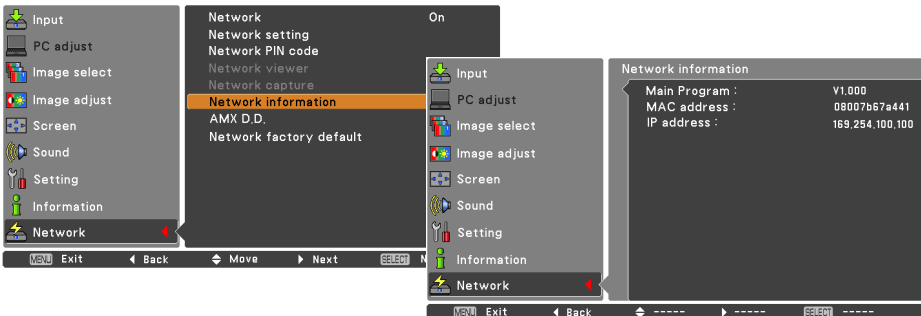 Input
PC adjust
Image select
Image adjust
Screen
Sound
Setting
Information
Network
Network On
Network setting
Network PIN code
Network viewer
Network capture
Network information
AMX D.D.
Network factory default
MENU Exit Back Move Next SELECT N
Input
PC adjust
Image select
Image adjust
Screen
Sound
Setting
Information
Network
Network information
Main Program : V1.000
MAC address : 08007b67a441
IP address : 169.254.100.100
MENU Exit Back ----- ----- SELECT -----